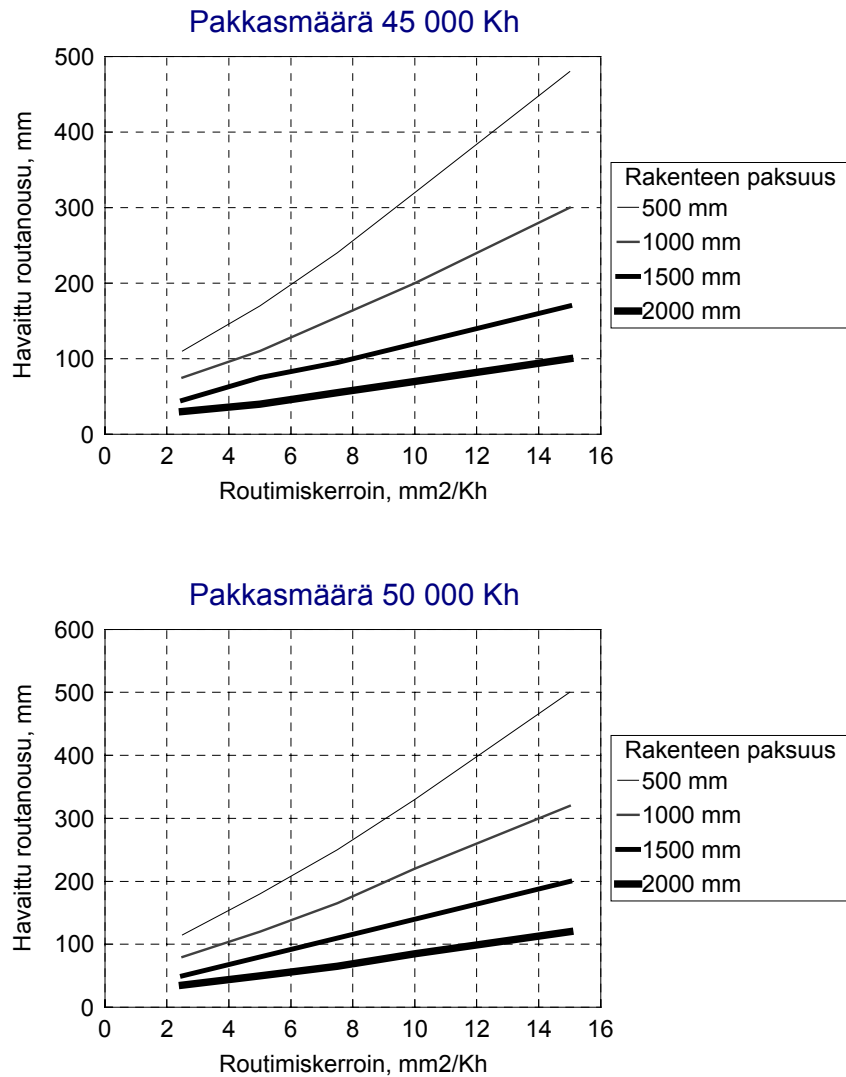 Pakkasmäärä 45 000 Kh
500
400
300
200
100
0
0 2 4 6 8 10 12 14 16
Havaittu routanousu, mm
Routimiskerroin, mm2/Kh
Rakenteen paksuus
500 mm
1000 mm
1500 mm
2000 mm
Pakkasmäärä 50 000 Kh
600
500
400
300
200
100
0
0 2 4 6 8 10 12 14 16
Havaittu routanousu, mm
Routimiskerroin, mm2/Kh
Rakenteen paksuus
500 mm
1000 mm
1500 mm
2000 mm